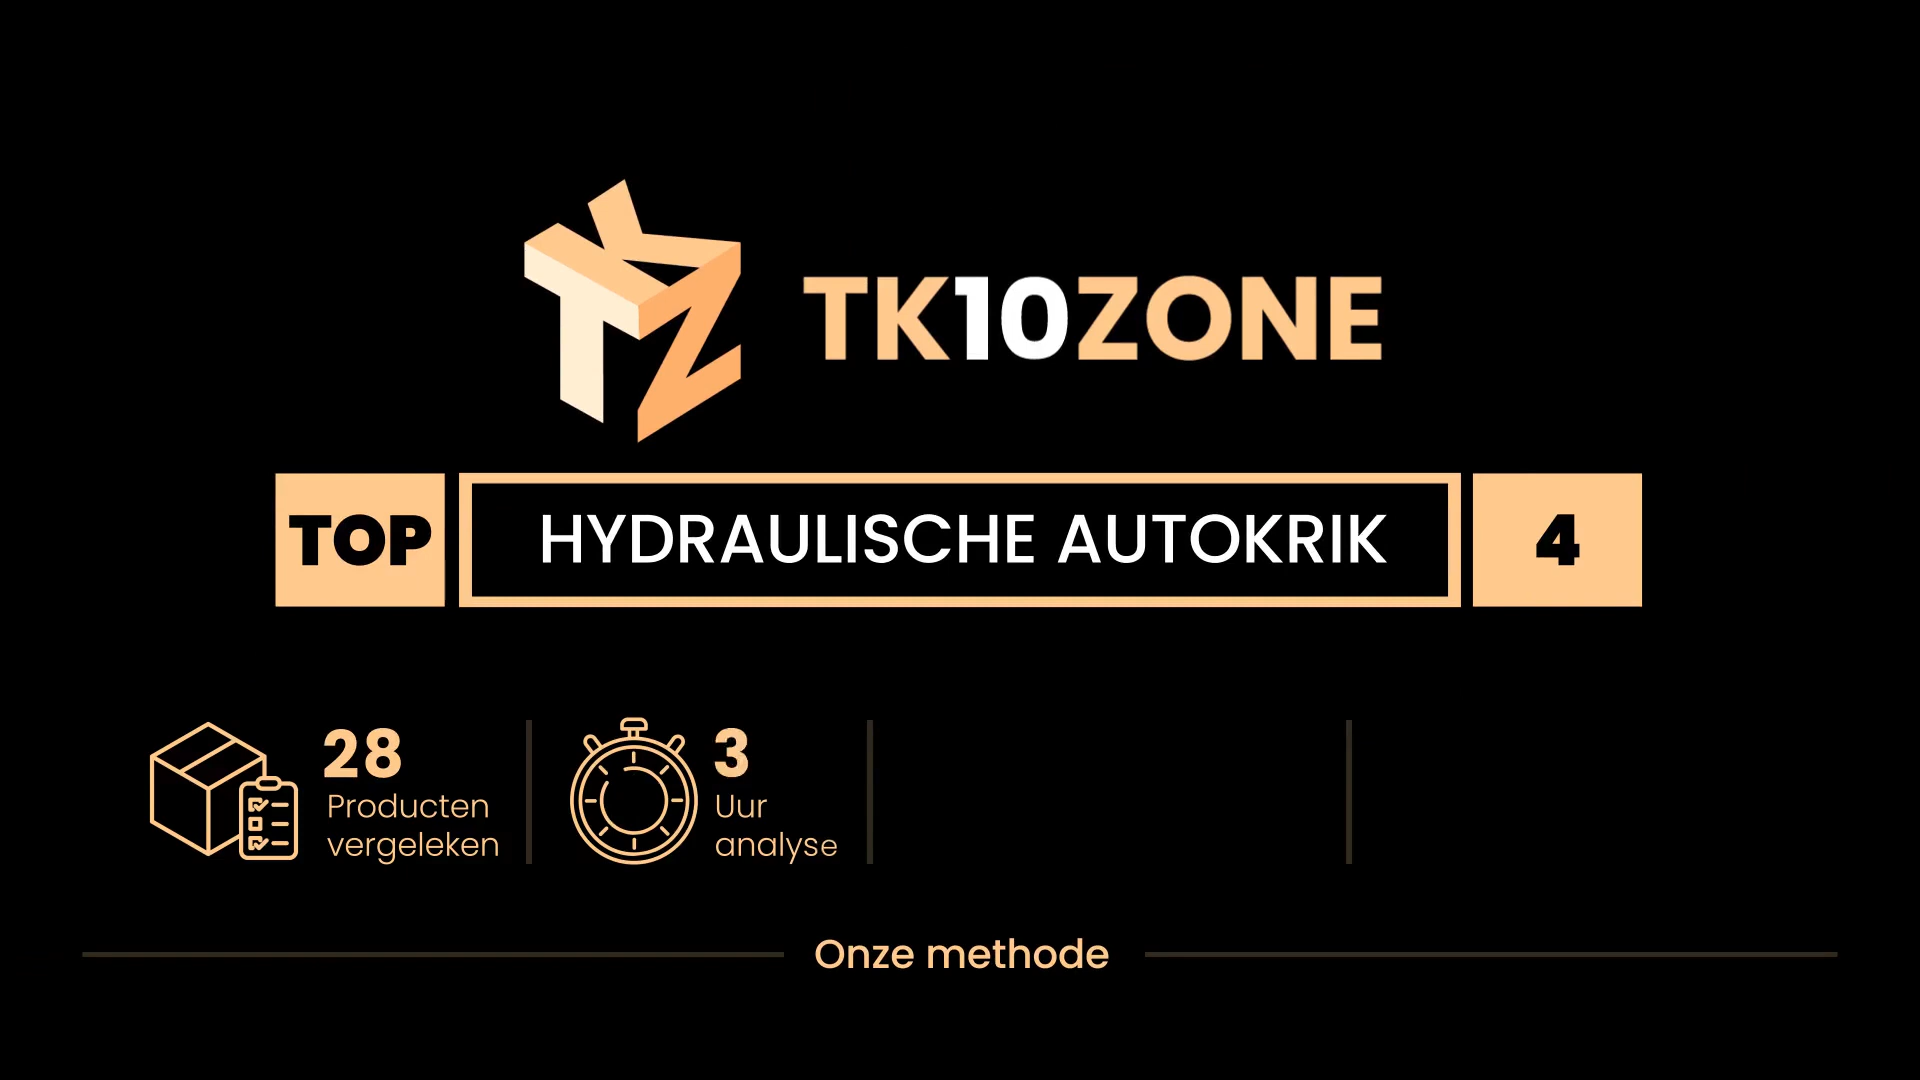 TK10ZONE
TOP HYDRAULISCHE AUTOKRIK 4
28
Producten
vergeleken
3
Uur
analyse
Onze methode